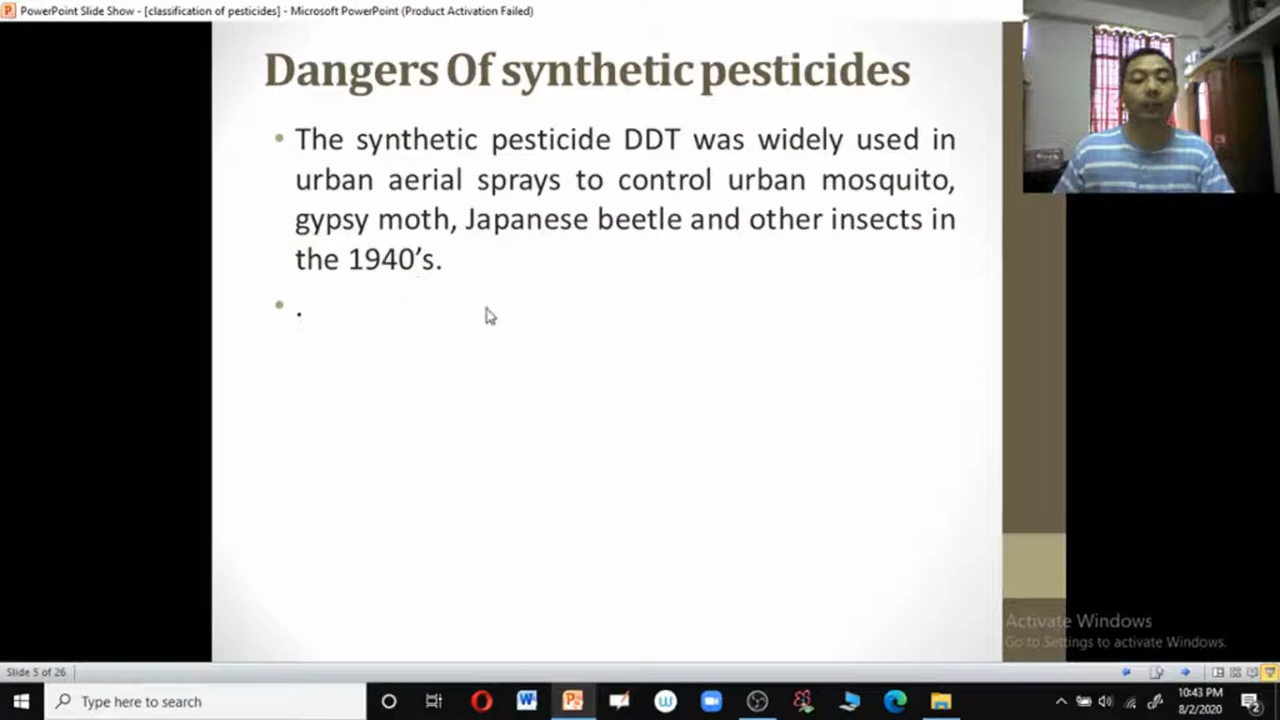 PowerPoint Slide Show - [classification of pesticides] - Microsoft PowerPoint (Product Activation Failed)
Dangers Of synthetic pesticides
• The synthetic pesticide DDT was widely used in
urban aerial sprays to control urban mosquito,
gypsy moth, Japanese beetle and other insects in
the 1940's.
• .
Activate Windows
Go to Settings to activate Windows.
Slide 5 of 26
Type here to search
10:43 PM
8/2/2020
2